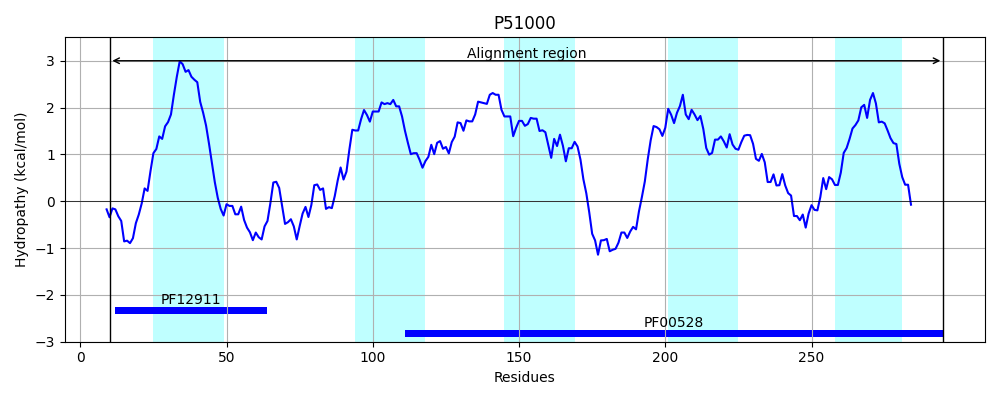 P51000
Hydropathy (kcal/mol)
3
2
1
0
−1
−2
−3
Alignment region
PF12911
PF00528
0 50 100 150 200 250
Residues